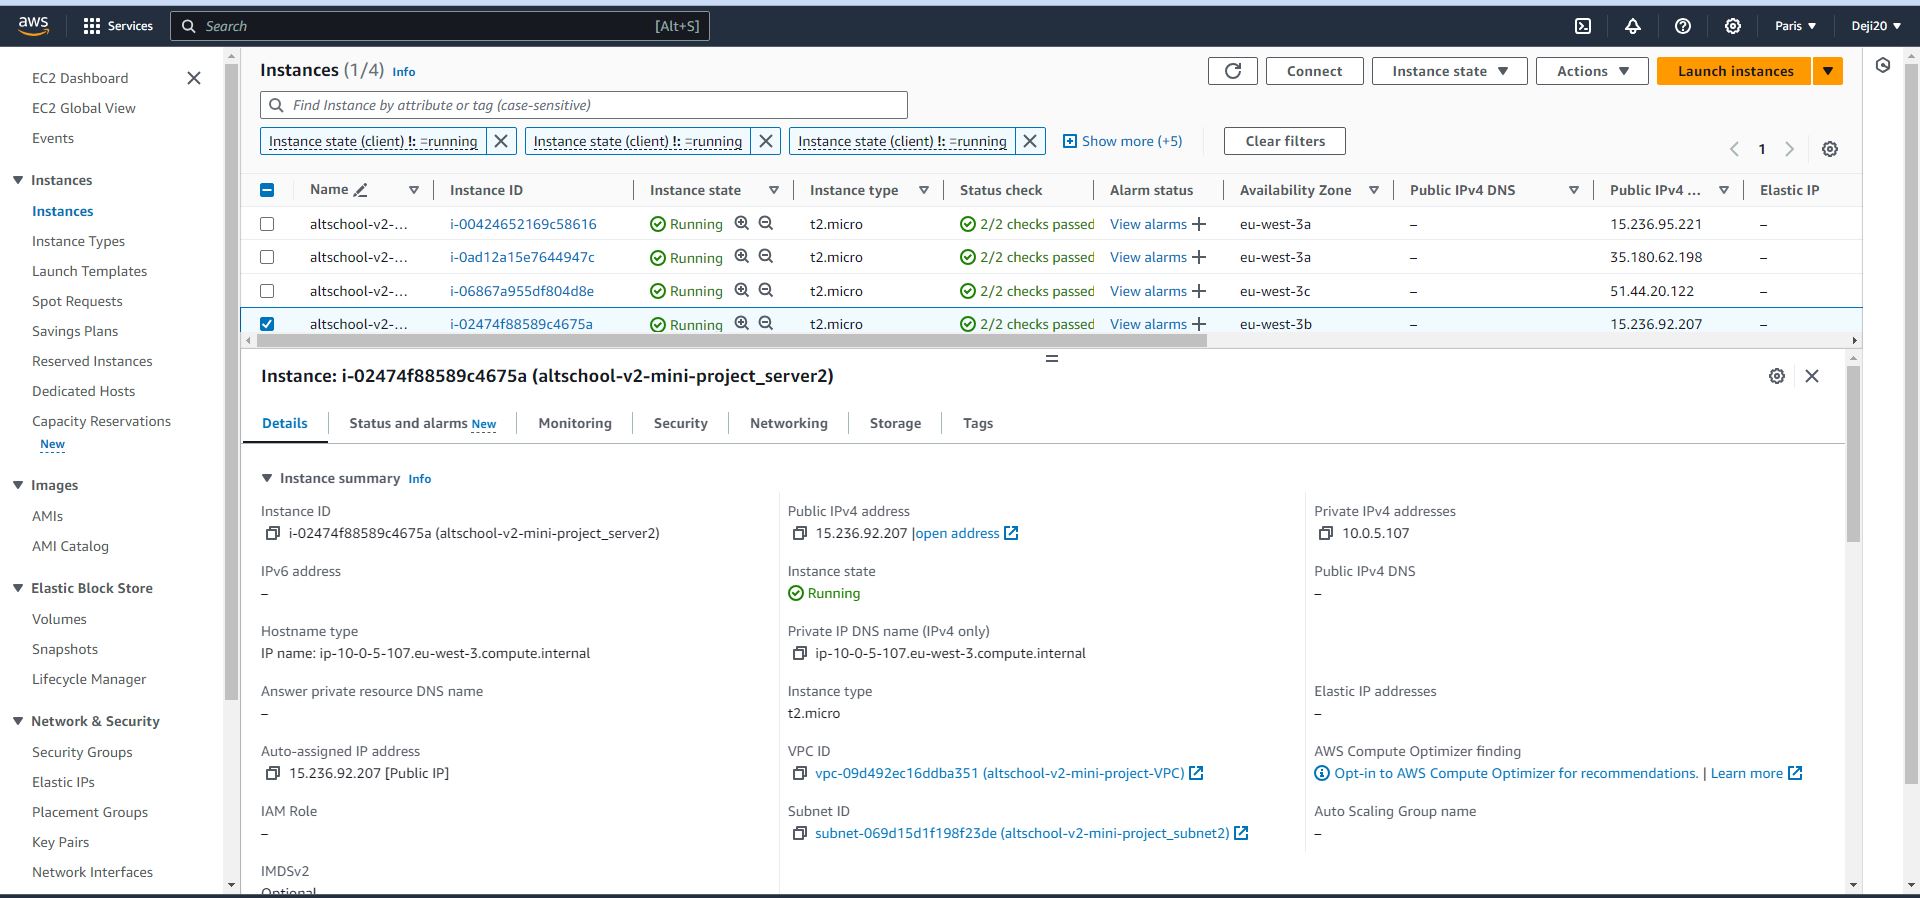 aws Services Search [Alt+S] Paris Deji20
EC2 Dashboard
EC2 Global View
Events
Instances
Instances
Instance Types
Launch Templates
Spot Requests
Savings Plans
Reserved Instances
Dedicated Hosts
Capacity Reservations
New
Images
AMIs
AMI Catalog
Elastic Block Store
Volumes
Snapshots
Lifecycle Manager
Network & Security
Security Groups
Elastic IPs
Placement Groups
Key Pairs
Network Interfaces
Instances (1/4) Info Connect Instance state Actions Launch instances
Find Instance by attribute or tag (case-sensitive)
Instance state (client) !: =running Instance state (client) !: =running Instance state (client) !: =running Show more (+5) Clear filters 1
Name Instance ID Instance state Instance type Status check Alarm status Availability Zone Public IPv4 DNS Public IPv4 ... Elastic IP
altschool-v2-... i-00424652169c58616 Running t2.micro 2/2 checks passed View alarms + eu-west-3a – 15.236.95.221 –
altschool-v2-... i-0ad12a15e7644947c Running t2.micro 2/2 checks passed View alarms + eu-west-3a – 35.180.62.198 –
altschool-v2-... i-06867a955df804d8e Running t2.micro 2/2 checks passed View alarms + eu-west-3c – 51.44.20.122 –
altschool-v2-... i-02474f88589c4675a Running t2.micro 2/2 checks passed View alarms + eu-west-3b – 15.236.92.207 –
Instance: i-02474f88589c4675a (altschool-v2-mini-project_server2)
Details Status and alarms New Monitoring Security Networking Storage Tags
Instance summary Info
Instance ID
i-02474f88589c4675a (altschool-v2-mini-project_server2)
Public IPv4 address
15.236.92.207 |open address
Private IPv4 addresses
10.0.5.107
IPv6 address
–
Instance state
Running
Public IPv4 DNS
–
Hostname type
IP name: ip-10-0-5-107.eu-west-3.compute.internal
Private IP DNS name (IPv4 only)
ip-10-0-5-107.eu-west-3.compute.internal
Answer private resource DNS name
–
Instance type
t2.micro
Elastic IP addresses
–
Auto-assigned IP address
15.236.92.207 [Public IP]
VPC ID
vpc-09d492ec16ddba351 (altschool-v2-mini-project-VPC)
AWS Compute Optimizer finding
Opt-in to AWS Compute Optimizer for recommendations. | Learn more
IAM Role
–
Subnet ID
subnet-069d15d1f198f23de (altschool-v2-mini-project_subnet2)
Auto Scaling Group name
–
IMDSv2
Optional